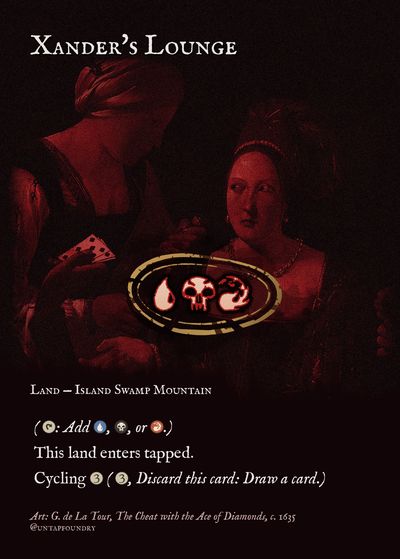 Xander's Lounge
Land — Island Swamp Mountain
( : Add , , or .)
This land enters tapped.
Cycling 3 ( 3, Discard this card: Draw a card.)
Art: G. de La Tour, The Cheat with the Ace of Diamonds, c. 1635
@untapfoundry